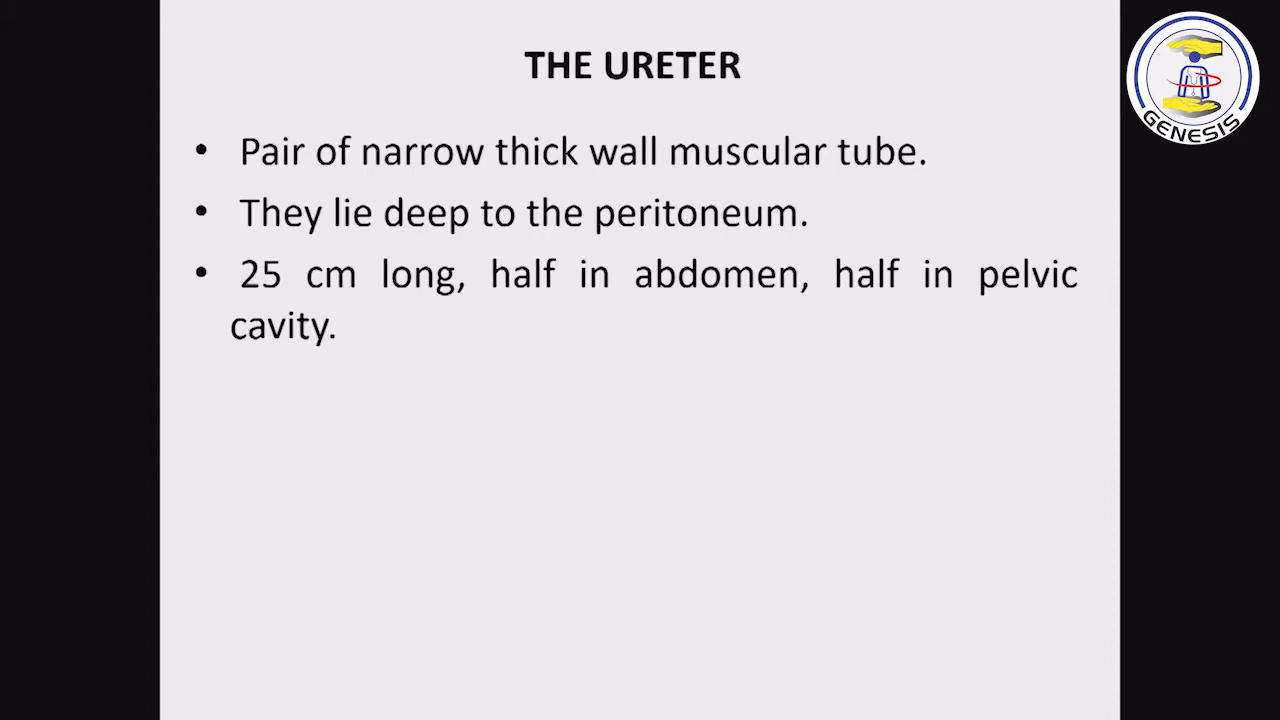 THE URETER
• Pair of narrow thick wall muscular tube.
• They lie deep to the peritoneum.
• 25 cm long, half in abdomen, half in pelvic
cavity.
GENESIS